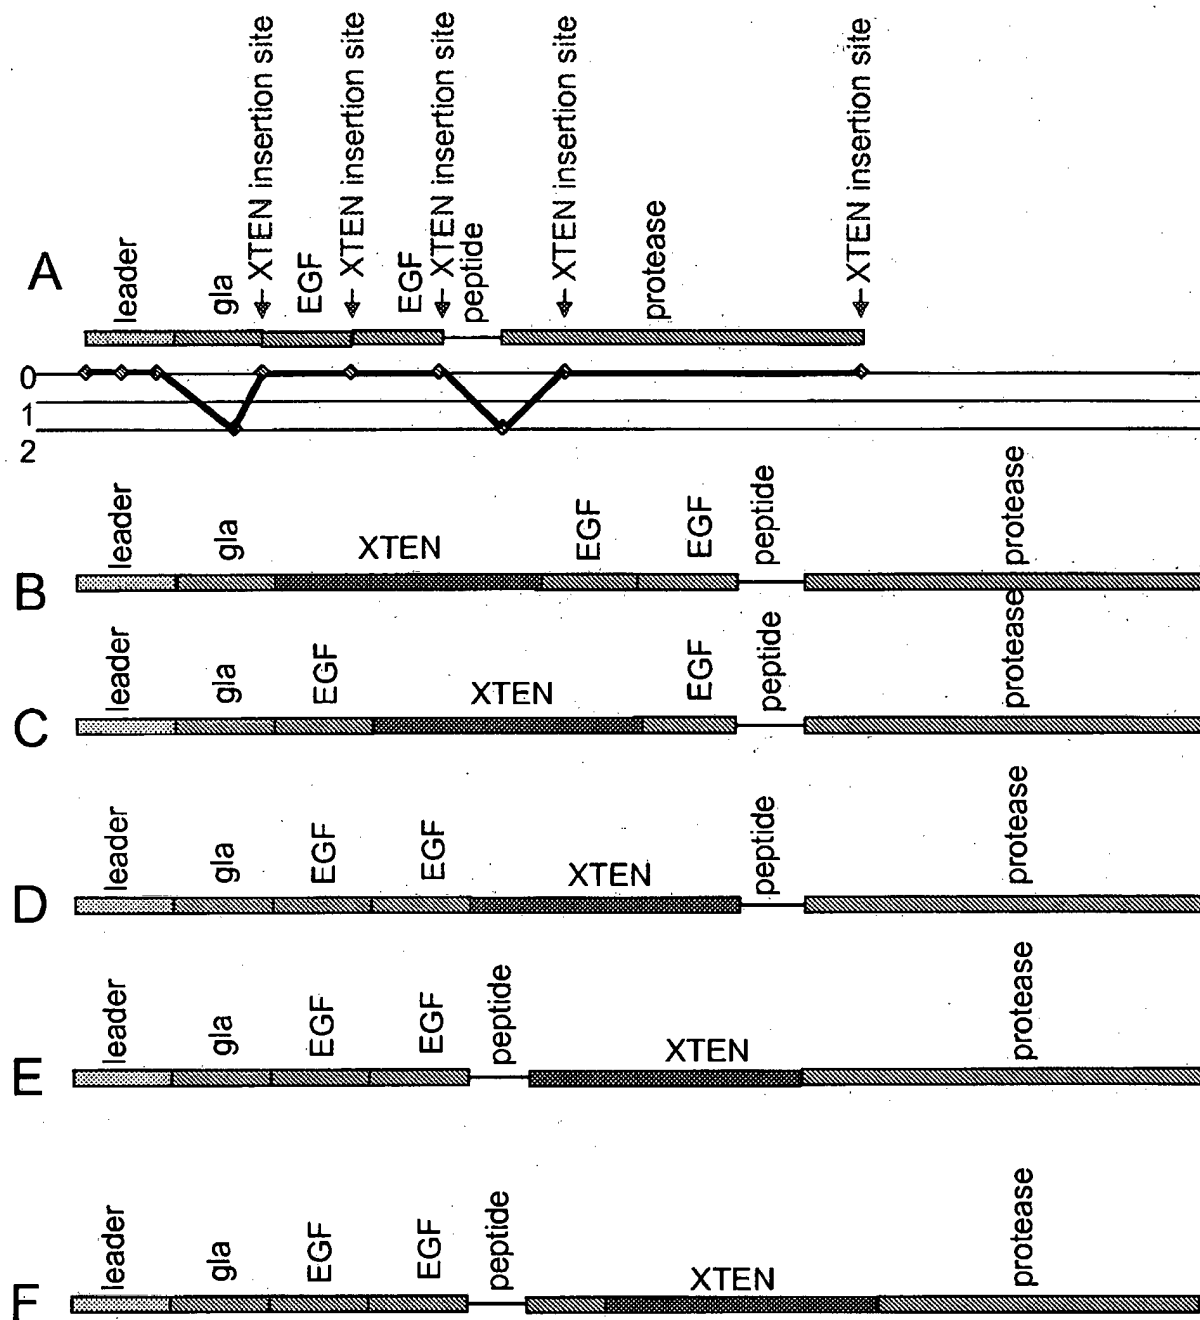 A
leader
gla
XTEN insertion site
EGF
XTEN insertion site
EGF
XTEN insertion site
peptide
XTEN insertion site
protease
XTEN insertion site
0
1
2
B
leader
gla
XTEN
EGF
EGF
peptide
protease
C
leader
gla
EGF
XTEN
EGF
peptide
protease
D
leader
gla
EGF
EGF
XTEN
peptide
protease
E
leader
gla
EGF
EGF
peptide
XTEN
protease
F
leader
gla
EGF
EGF
peptide
XTEN
protease